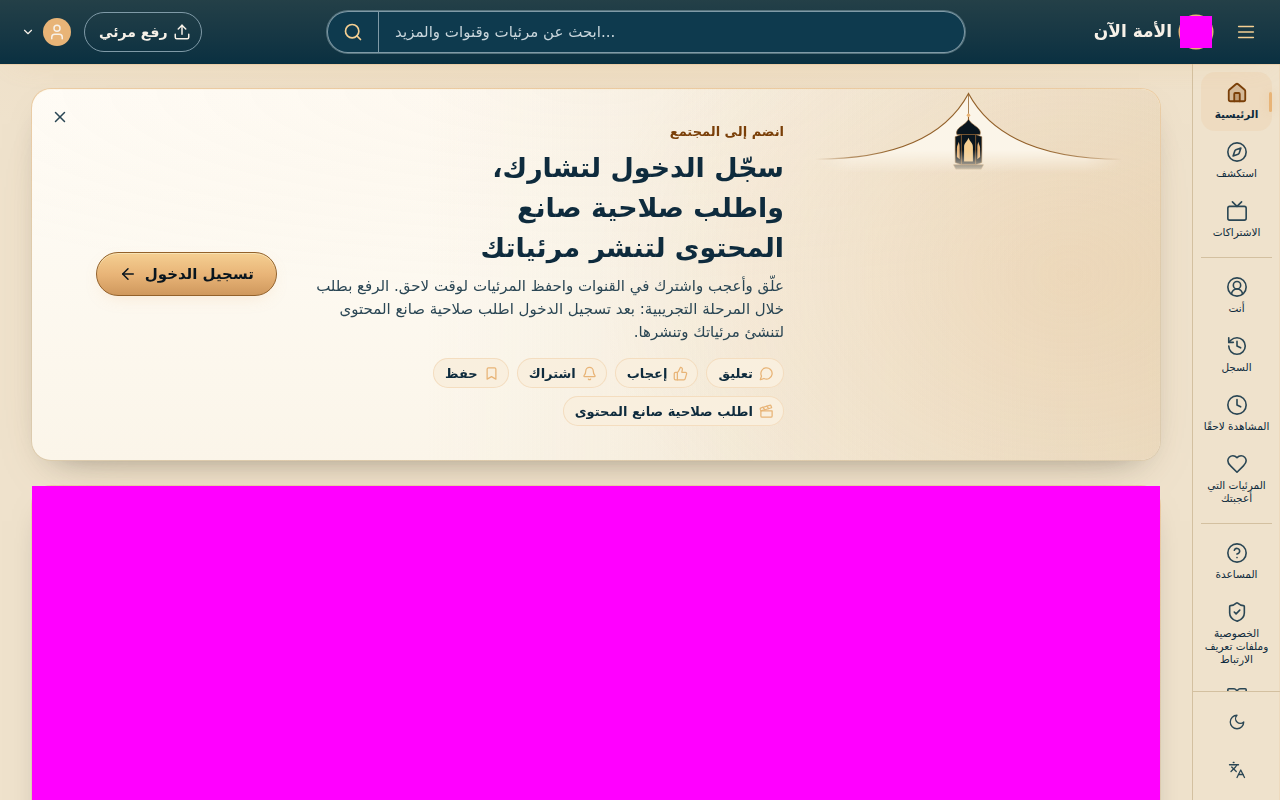 الأمة الآن
ابحث عن مرئيات وقنوات والمزيد...
رفع مرئي
الرئيسية
استكشف
الاشتراكات
أنت
السجل
المشاهدة لاحقًا
المرئيات التي
أعجبتك
المساعدة
الخصوصية
وملفات تعريف
الارتباط
انضم إلى المجتمع
سجّل الدخول لتشارك،
واطلب صلاحية صانع
المحتوى لتنشر مرئياتك
علّق وأعجب واشترك في القنوات واحفظ المرئيات لوقت لاحق. الرفع بطلب
خلال المرحلة التجريبية: بعد تسجيل الدخول اطلب صلاحية صانع المحتوى
لتنشئ مرئياتك وتنشرها.
تعليق
إعجاب
اشتراك
حفظ
اطلب صلاحية صانع المحتوى
تسجيل الدخول